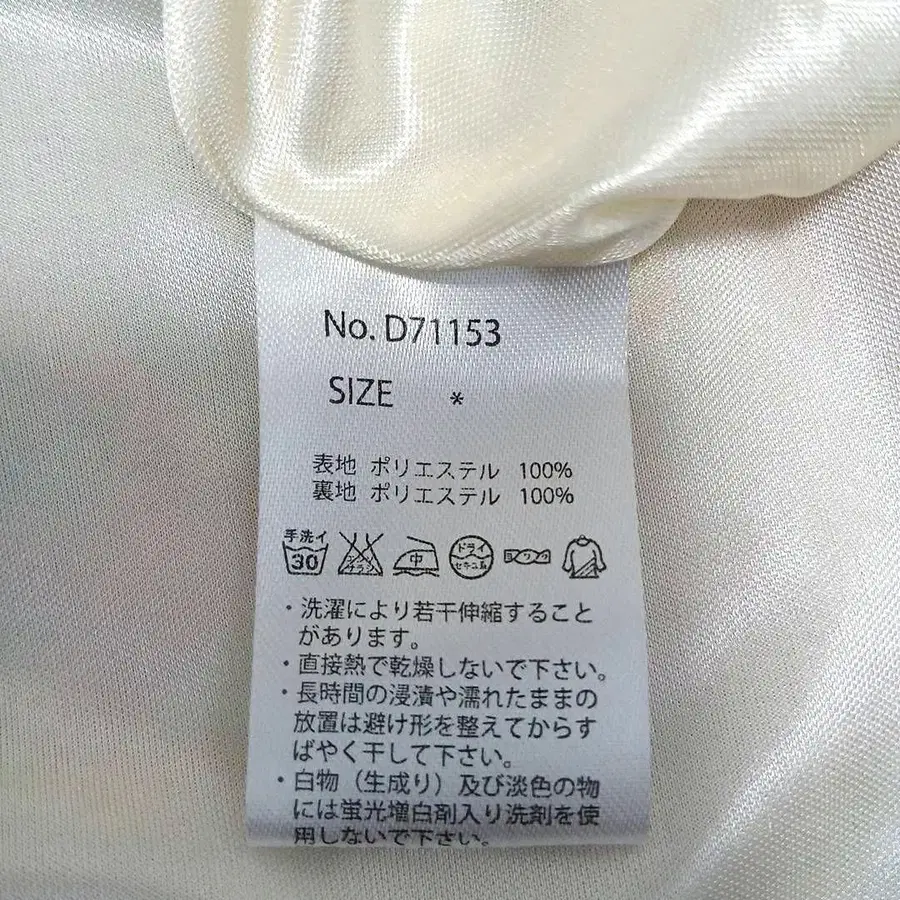 No. D71153
SIZE *
表地 ポリエステル 100%
裏地 ポリエステル 100%
手洗イ
30 中 ドライ
・洗濯により若干伸縮すること
があります。
・直接熱で乾燥しないで下さい。
・長時間の浸漬や濡れたままの
放置は避け形を整えてからす
ばやく干して下さい。
・白物（生成り）及び淡色の物
には蛍光増白剤入り洗剤を使
用しないで下さい。